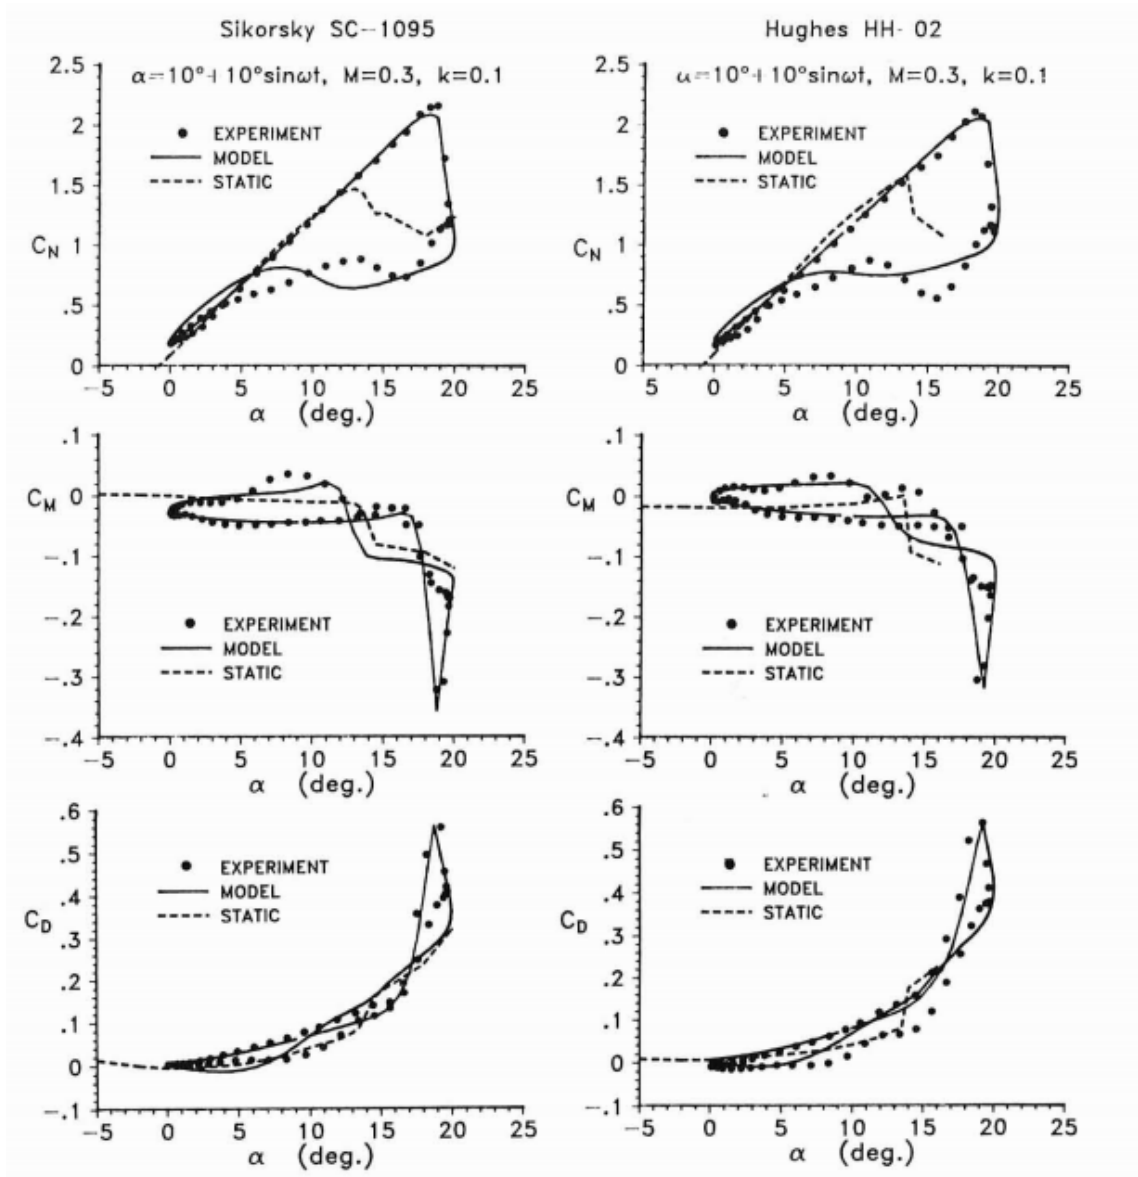 Sikorsky SC-1095
α=10°+10°sinωt, M=0.3, k=0.1
2.5
2
1.5
1
.5
0
C_N
EXPERIMENT
MODEL
STATIC
-5 0 5 10 15 20 25
α (deg.)
Hughes HH- 02
α=10°+10°sinωt, M=0.3, k=0.1
2.5
2
1.5
1
.5
0
C_N
EXPERIMENT
MODEL
STATIC
5 0 5 10 15 20 25
α (deg.)
.1
0
-.1
-.2
-.3
-.4
C_M
EXPERIMENT
MODEL
STATIC
-5 0 5 10 15 20 25
α (deg.)
.1
0
-.1
-.2
-.3
-.4
C_M
EXPERIMENT
MODEL
STATIC
-5 0 5 10 15 20 25
α (deg.)
.6
.5
.4
.3
.2
.1
0
-.1
C_D
EXPERIMENT
MODEL
STATIC
-5 0 5 10 15 20 25
α (deg.)
.6
.5
.4
.3
.2
.1
0
-.1
C_D
EXPERIMENT
MODEL
STATIC
-5 0 5 10 15 20 25
α (deg.)